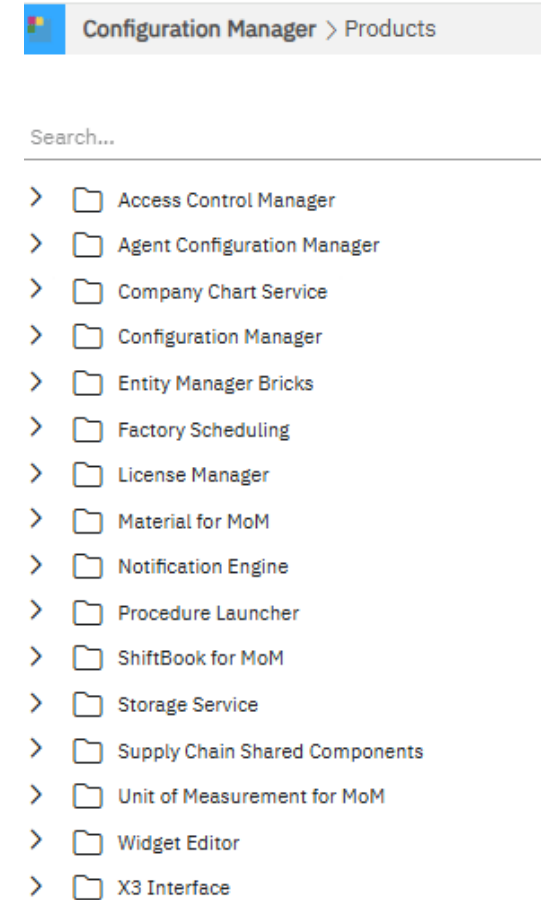 Configuration Manager > Products
Search...
Access Control Manager
Agent Configuration Manager
Company Chart Service
Configuration Manager
Entity Manager Bricks
Factory Scheduling
License Manager
Material for MoM
Notification Engine
Procedure Launcher
ShiftBook for MoM
Storage Service
Supply Chain Shared Components
Unit of Measurement for MoM
Widget Editor
X3 Interface